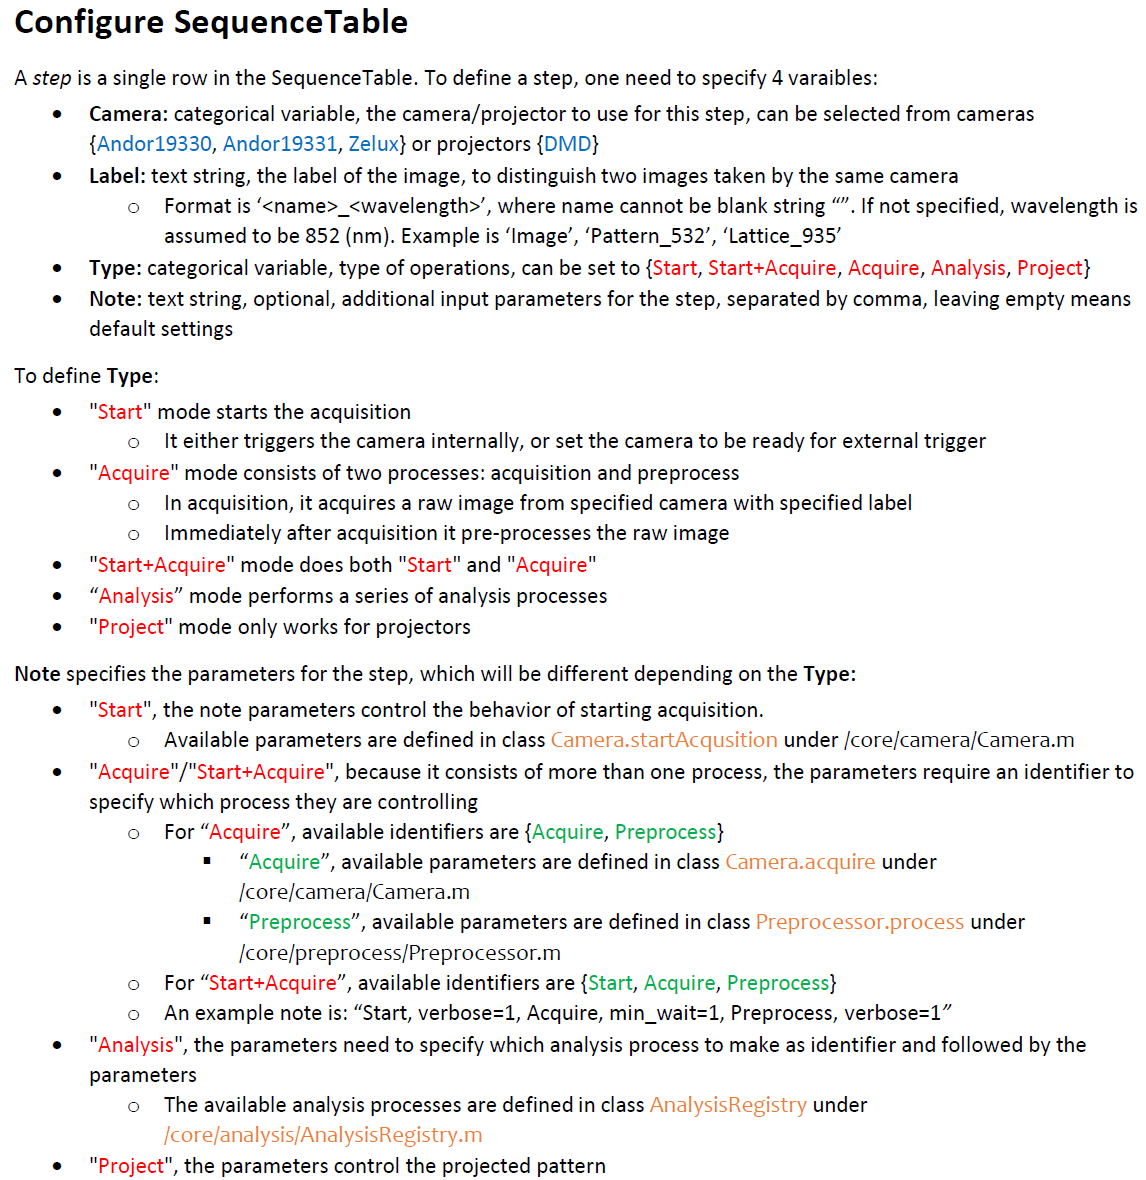 Configure SequenceTable
A step is a single row in the SequenceTable. To define a step, one need to specify 4 varaibles:
• Camera: categorical variable, the camera/projector to use for this step, can be selected from cameras
{Andor19330, Andor19331, Zelux} or projectors {DMD}
• Label: text string, the label of the image, to distinguish two images taken by the same camera
o Format is ‘<name>_<wavelength>’, where name cannot be blank string “”. If not specified, wavelength is
assumed to be 852 (nm). Example is ‘Image’, ‘Pattern_532’, ‘Lattice_935’
• Type: categorical variable, type of operations, can be set to {Start, Start+Acquire, Acquire, Analysis, Project}
• Note: text string, optional, additional input parameters for the step, separated by comma, leaving empty means
default settings
To define Type:
• "Start" mode starts the acquisition
o It either triggers the camera internally, or set the camera to be ready for external trigger
• "Acquire" mode consists of two processes: acquisition and preprocess
o In acquisition, it acquires a raw image from specified camera with specified label
o Immediately after acquisition it pre-processes the raw image
• "Start+Acquire" mode does both "Start" and "Acquire"
• “Analysis” mode performs a series of analysis processes
• "Project" mode only works for projectors
Note specifies the parameters for the step, which will be different depending on the Type:
• "Start", the note parameters control the behavior of starting acquisition.
o Available parameters are defined in class Camera.startAcqusition under /core/camera/Camera.m
• "Acquire"/"Start+Acquire", because it consists of more than one process, the parameters require an identifier to
specify which process they are controlling
o For “Acquire”, available identifiers are {Acquire, Preprocess}
▪ “Acquire”, available parameters are defined in class Camera.acquire under
/core/camera/Camera.m
▪ “Preprocess”, available parameters are defined in class Preprocessor.process under
/core/preprocess/Preprocessor.m
o For “Start+Acquire”, available identifiers are {Start, Acquire, Preprocess}
o An example note is: “Start, verbose=1, Acquire, min_wait=1, Preprocess, verbose=1”
• "Analysis", the parameters need to specify which analysis process to make as identifier and followed by the
parameters
o The available analysis processes are defined in class AnalysisRegistry under
/core/analysis/AnalysisRegistry.m
• "Project", the parameters control the projected pattern